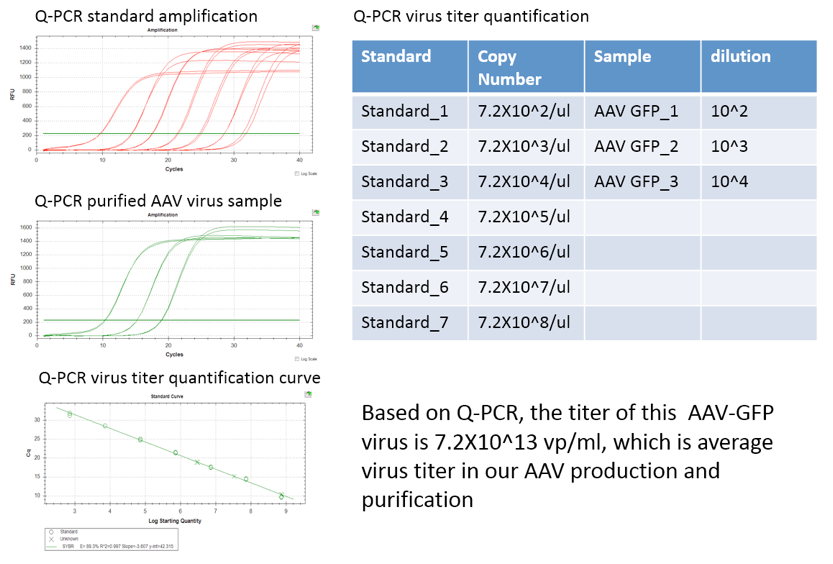 Q-PCR standard amplification
Amplification
1400
1200
1000
800
600
400
200
0
RFU
0 10 20 30 40
Cycles
Log Scale
Q-PCR purified AAV virus sample
Amplification
1600
1400
1200
1000
800
600
400
200
0
RFU
0 10 20 30 40
Cycles
Log Scale
Q-PCR virus titer quantification curve
Standard Curve
30
25
20
15
10
Cq
3 4 5 6 7 8 9
Log Starting Quantity
Standard
Unknown
SYBR E= 89.3% R^2=0.997 Slope=-3.607 y-int=42.315
Q-PCR virus titer quantification
Standard Copy Number Sample dilution
Standard_1 7.2X10^2/ul AAV GFP_1 10^2
Standard_2 7.2X10^3/ul AAV GFP_2 10^3
Standard_3 7.2X10^4/ul AAV GFP_3 10^4
Standard_4 7.2X10^5/ul
Standard_5 7.2X10^6/ul
Standard_6 7.2X10^7/ul
Standard_7 7.2X10^8/ul
Based on Q-PCR, the titer of this AAV-GFP
virus is 7.2X10^13 vp/ml, which is average
virus titer in our AAV production and
purification